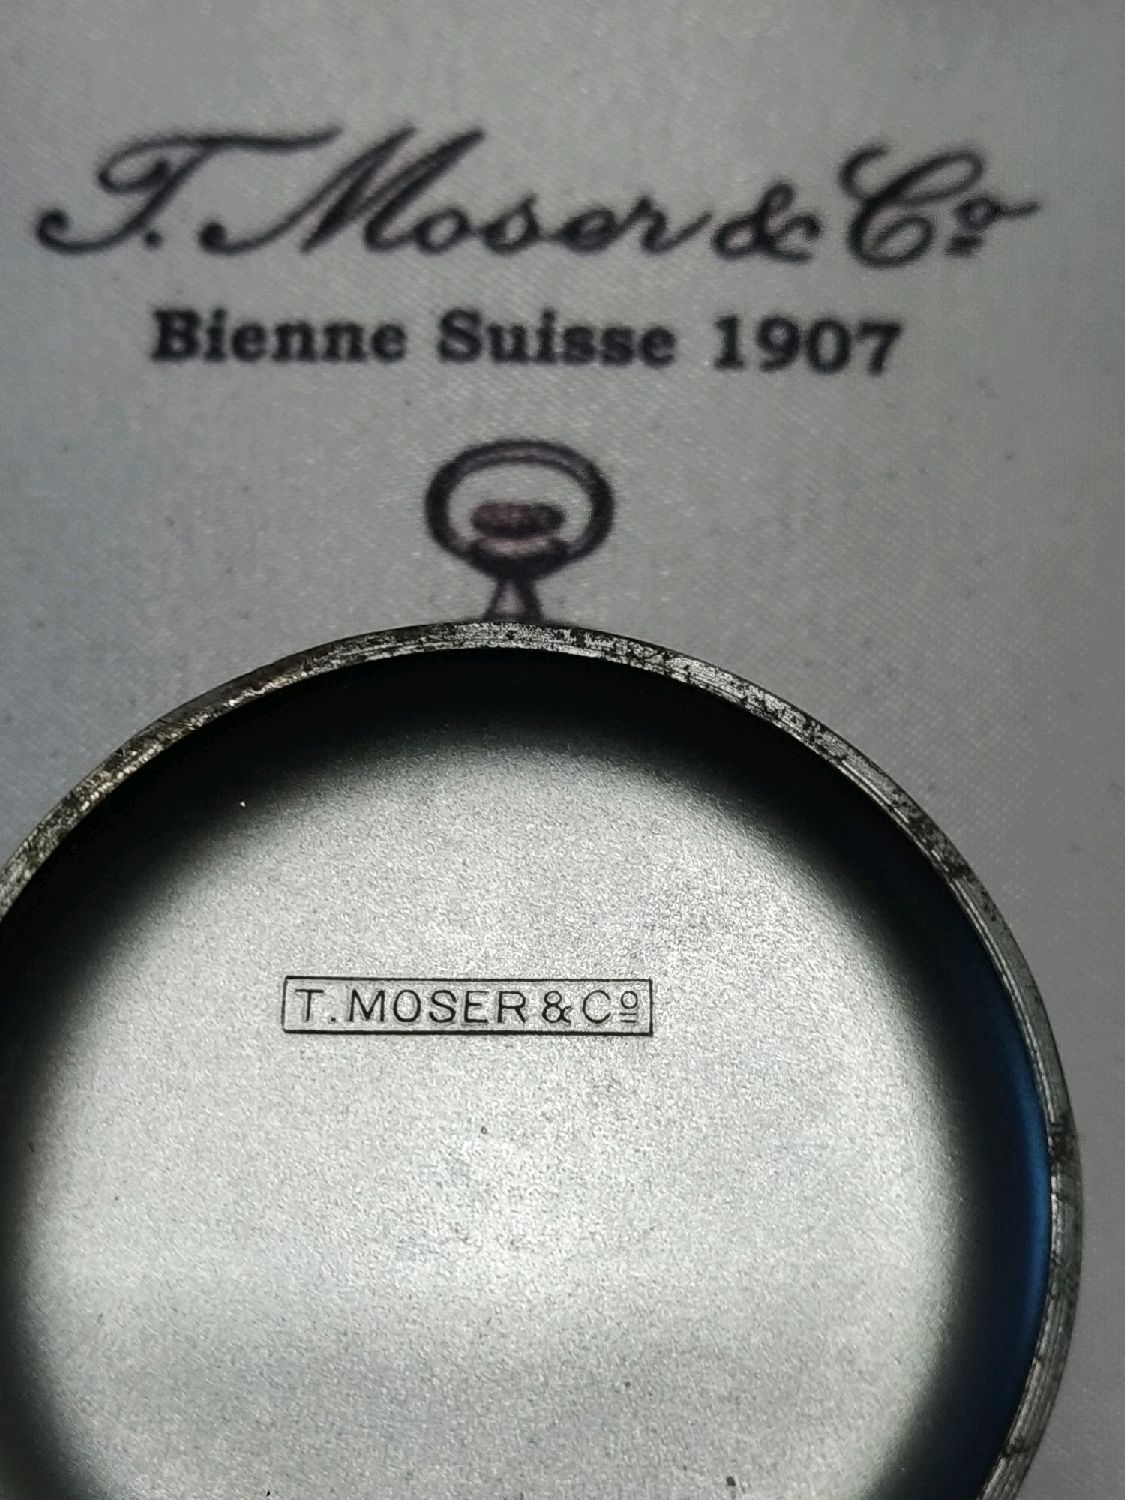 T. Moser & Cº
Bienne Suisse 1907
T. MOSER & Cº